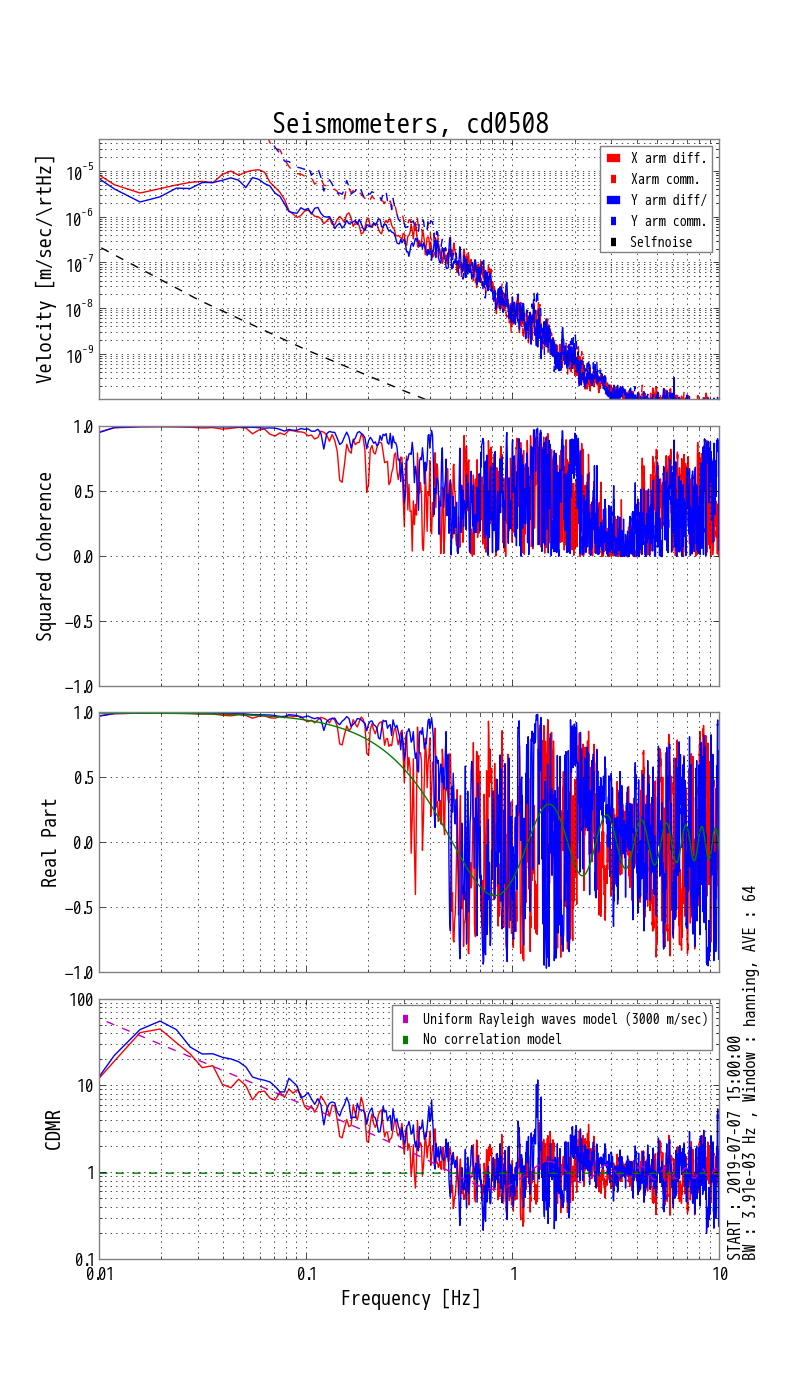 Seismometers, cd0508
Velocity [m/sec/\rtHz]
10-5
10-6
10-7
10-8
10-9
X arm diff.
Xarm comm.
Y arm diff/
Y arm comm.
Selfnoise
Squared Coherence
1.0
0.5
0.0
−0.5
−1.0
Real Part
1.0
0.5
0.0
−0.5
−1.0
CDMR
100
10
1
0.1
Uniform Rayleigh waves model (3000 m/sec)
No correlation model
0.01
0.1
1
10
Frequency [Hz]
START : 2019-07-07 15:00:00
BW : 3.91e-03 Hz , Window : hanning, AVE : 64